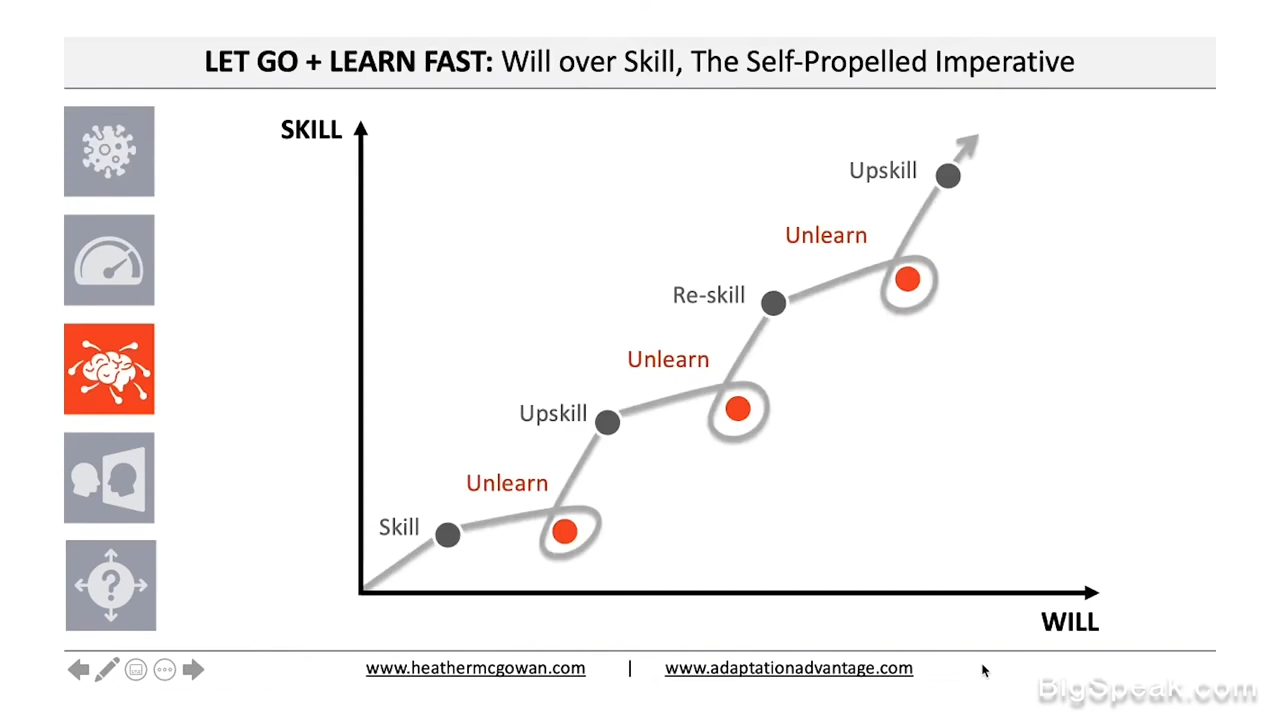 LET GO + LEARN FAST: Will over Skill, The Self-Propelled Imperative
SKILL
Upskill
Unlearn
Re-skill
Unlearn
Upskill
Unlearn
Skill
?
WILL
www.heathermcgowan.com | www.adaptationadvantage.com
BigSpeak.com